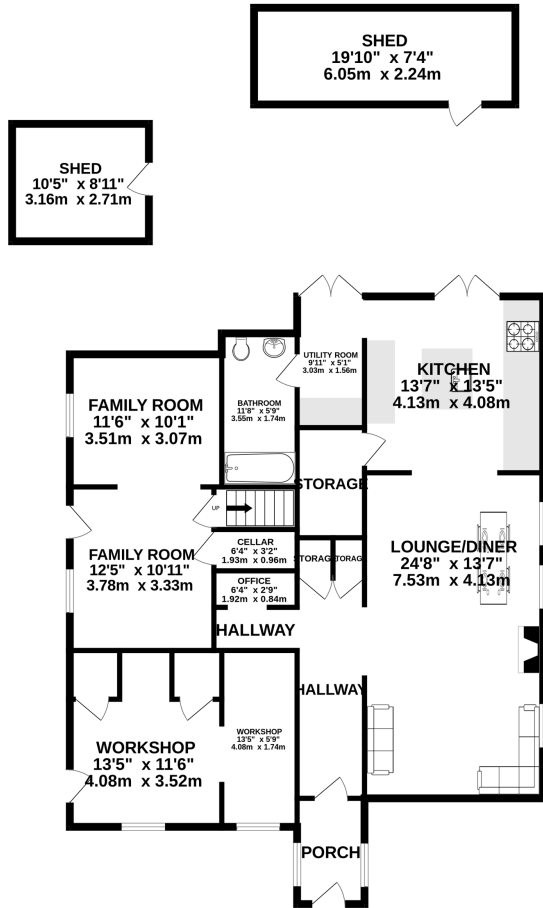 SHED
19'10" x 7'4"
6.05m x 2.24m
SHED
10'5" x 8'11"
3.16m x 2.71m
UTILITY ROOM
9'11" x 5'1"
3.03m x 1.56m
KITCHEN
13'7" x 13'5"
4.13m x 4.08m
FAMILY ROOM
11'6" x 10'1"
3.51m x 3.07m
BATHROOM
11'8" x 5'9"
3.55m x 1.74m
STORAGE
UP
CELLAR
6'4" x 3'2"
1.93m x 0.96m
FAMILY ROOM
12'5" x 10'11"
3.78m x 3.33m
STORAGE
STORAGE
LOUNGE/DINER
24'8" x 13'7"
7.53m x 4.13m
OFFICE
6'4" x 2'9"
1.92m x 0.84m
HALLWAY
HALLWAY
WORKSHOP
13'5" x 11'6"
4.08m x 3.52m
WORKSHOP
13'5" x 5'9"
4.08m x 1.74m
PORCH